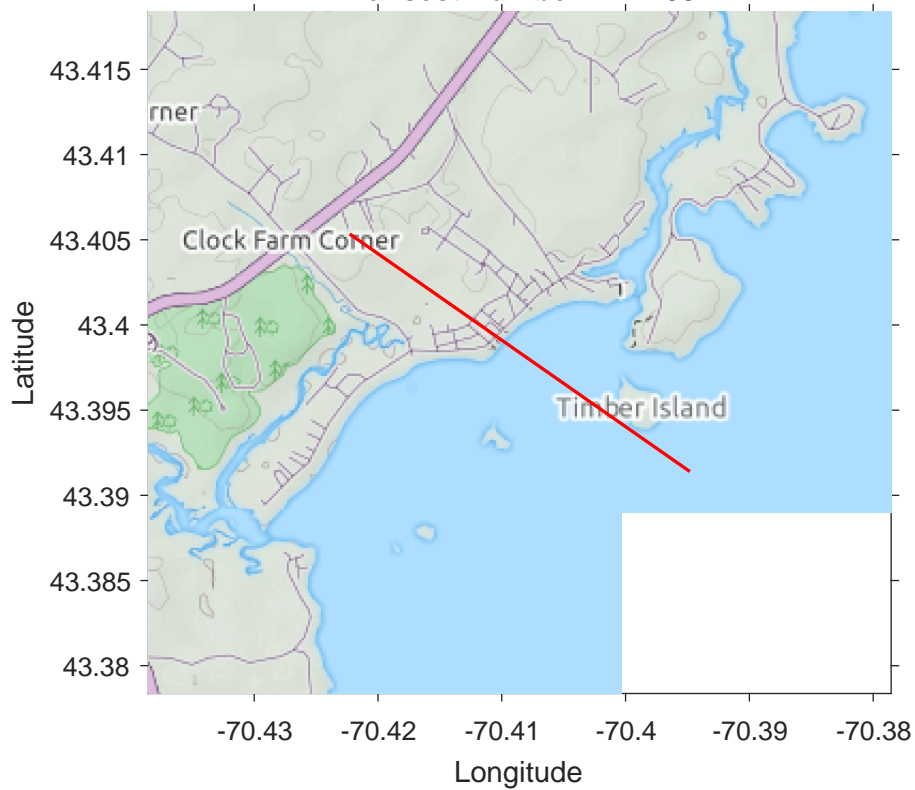 43.415
rner
43.41
43.405
Clock Farm Corner
43.4
43.395
Timber Island
43.39
43.385
43.38
-70.43 -70.42 -70.41 -70.4 -70.39 -70.38
Longitude
Latitude